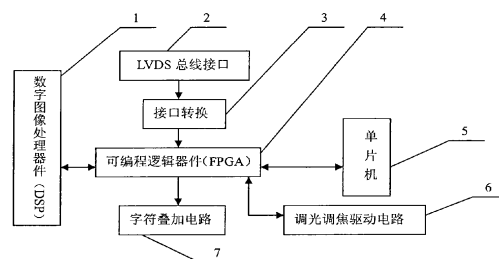 1
2
3
4
LVDS 总线接口
接口转换
数字图像处理器件(DSP)
可编程逻辑器件(FPGA)
单片机
5
6
字符叠加电路
调光调焦驱动电路
7